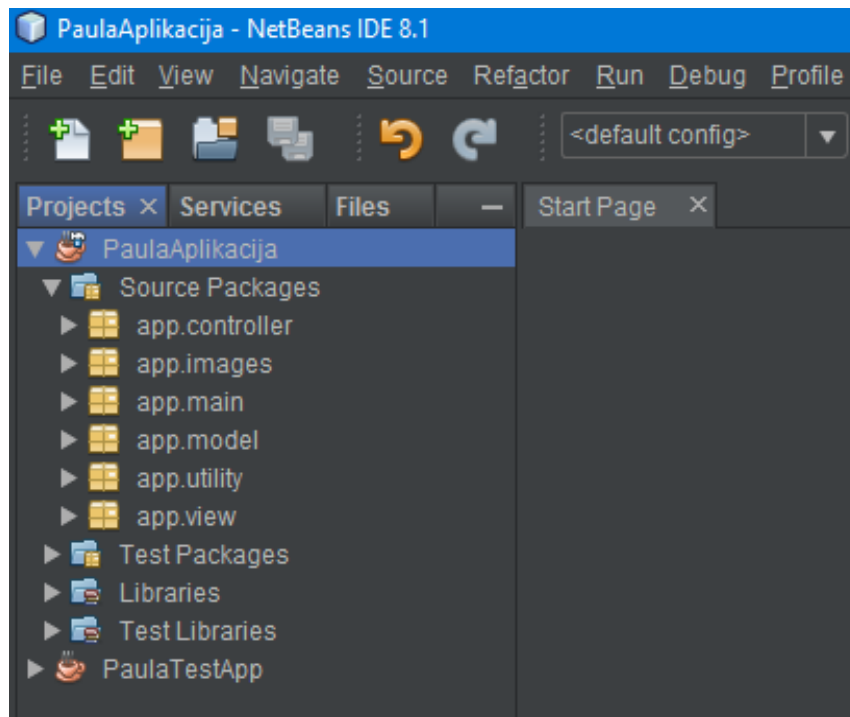 PaulaAplikacija - NetBeans IDE 8.1
File Edit View Navigate Source Refactor Run Debug Profile
<default config>
Projects Services Files Start Page
PaulaAplikacija
Source Packages
app.controller
app.images
app.main
app.model
app.utility
app.view
Test Packages
Libraries
Test Libraries
PaulaTestApp